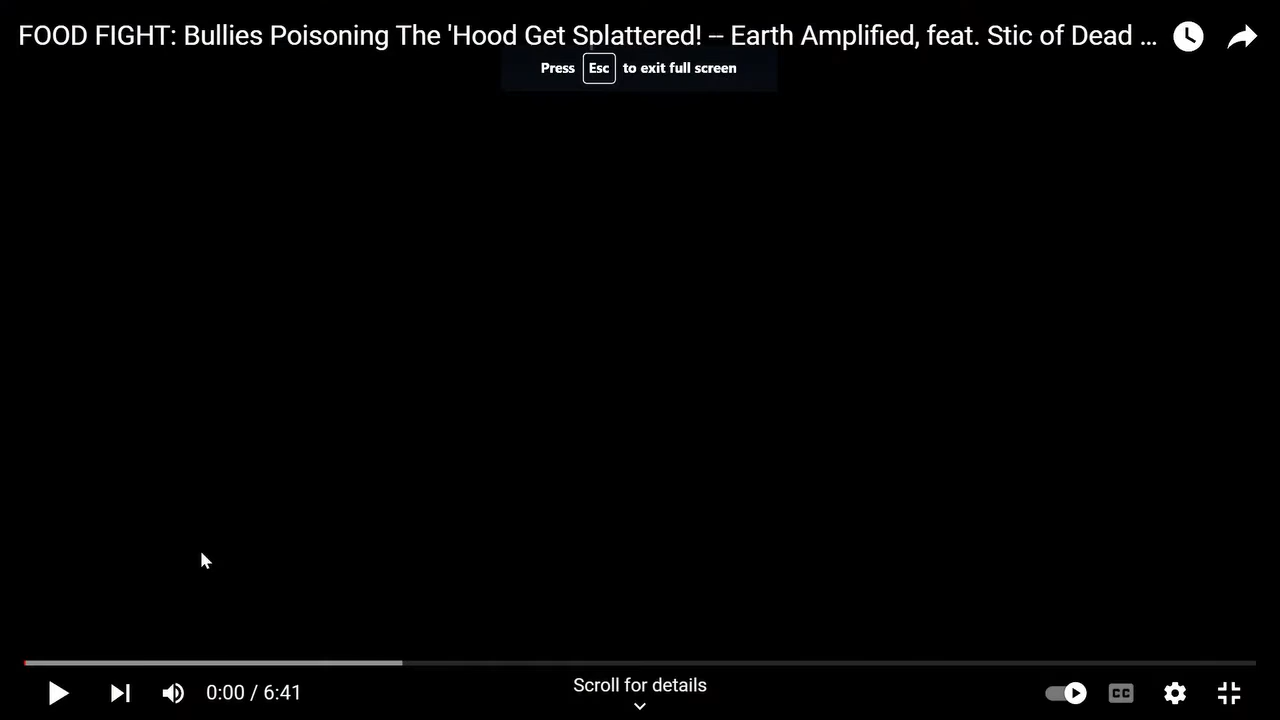 FOOD FIGHT: Bullies Poisoning The 'Hood Get Splattered! -- Earth Amplified, feat. Stic of Dead ...
Press Esc to exit full screen
Scroll for details
0:00 / 6:41
CC